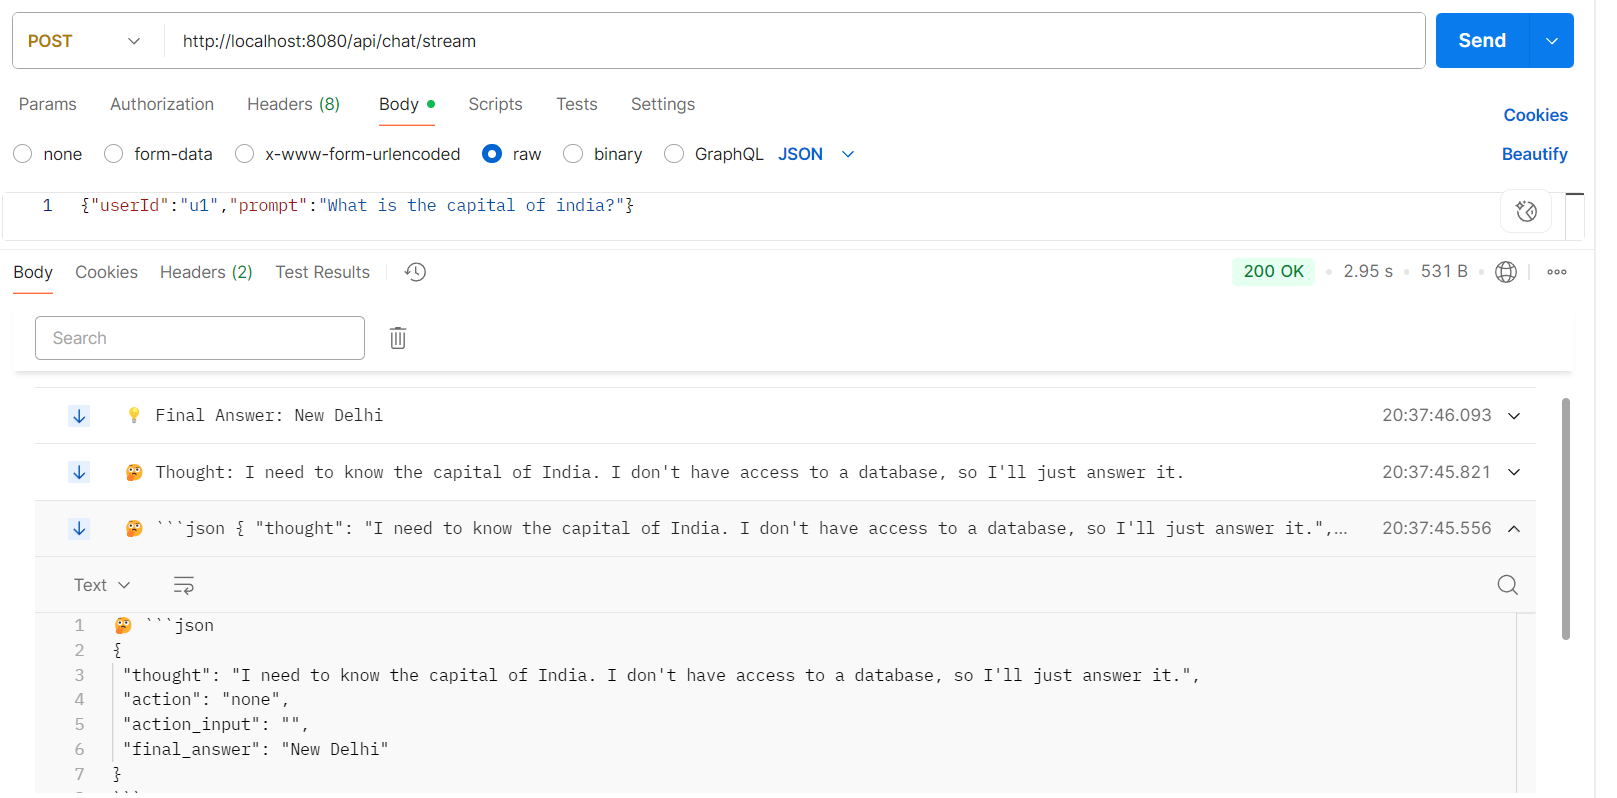 POST http://localhost:8080/api/chat/stream Send
Params Authorization Headers (8) Body Scripts Tests Settings Cookies
none form-data x-www-form-urlencoded raw binary GraphQL JSON Beautify
1 {"userId":"u1","prompt":"What is the capital of india?"}
Body Cookies Headers (2) Test Results 200 OK 2.95 s 531 B
Search
💡 Final Answer: New Delhi 20:37:46.093
🤔 Thought: I need to know the capital of India. I don't have access to a database, so I'll just answer it. 20:37:45.821
🤔 ```json { "thought": "I need to know the capital of India. I don't have access to a database, so I'll just answer it.",... 20:37:45.556
Text
1 🤔 ```json
2 {
3 "thought": "I need to know the capital of India. I don't have access to a database, so I'll just answer it.",
4 "action": "none",
5 "action_input": "",
6 "final_answer": "New Delhi"
7 }